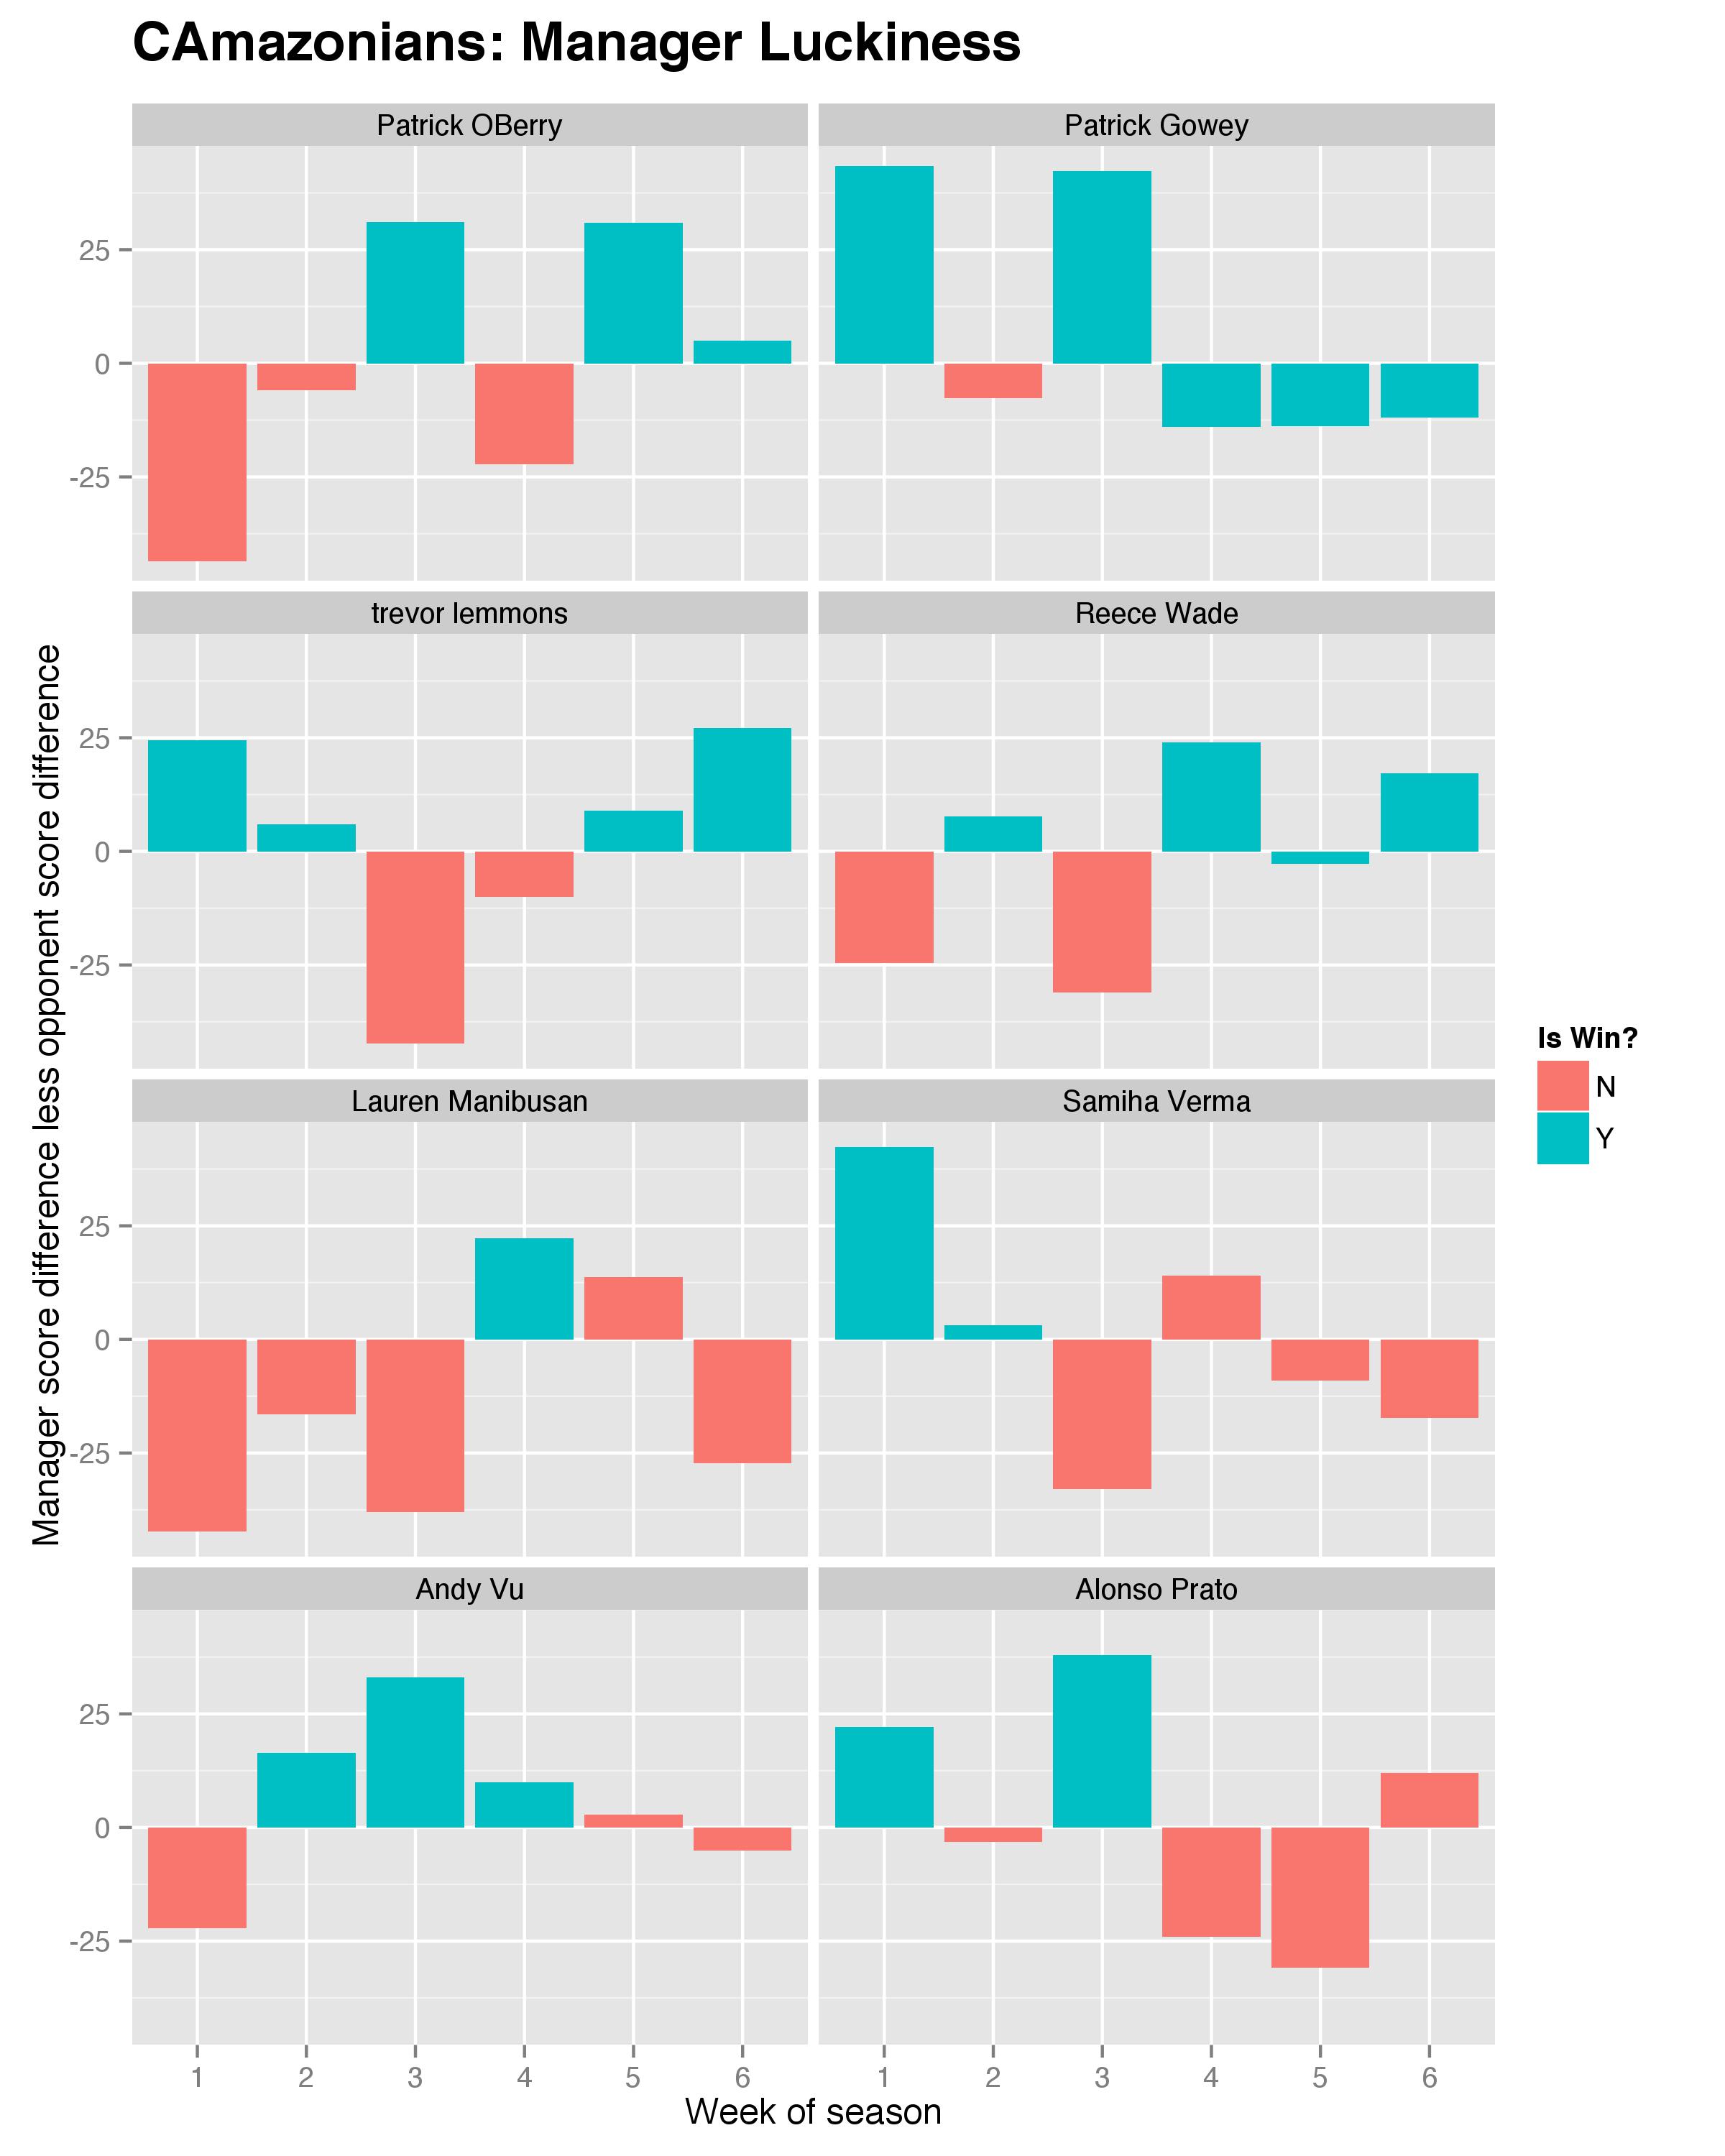 CAmazonians: Manager Luckiness
Patrick OBerry
Patrick Gowey
25
0
-25
trevor lemmons
Reece Wade
25
0
-25
Lauren Manibusan
Samiha Verma
25
0
-25
Andy Vu
Alonso Prato
25
0
-25
1 2 3 4 5 6
1 2 3 4 5 6
Week of season
Manager score difference less opponent score difference
Is Win?
N
Y